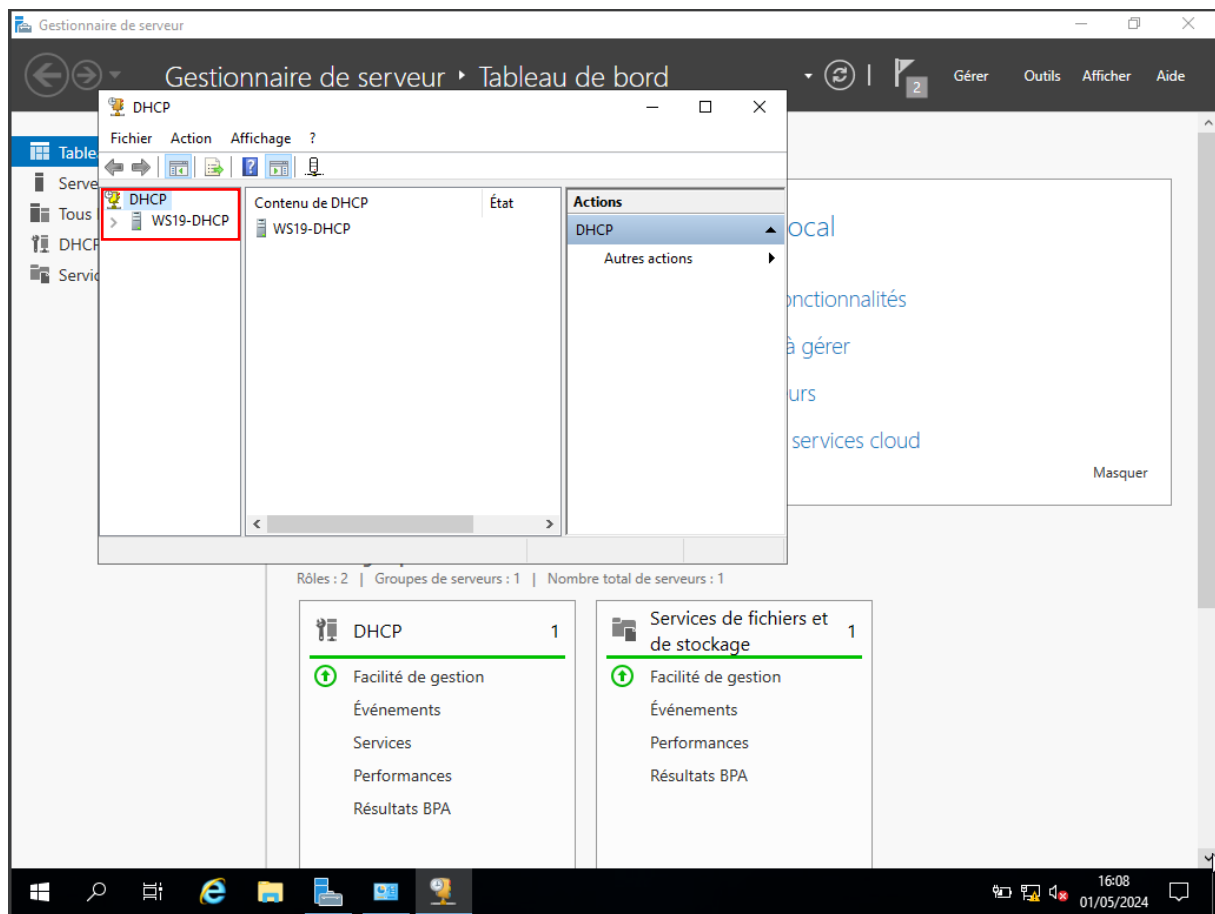 Gestionnaire de serveur
Gestionnaire de serveur • Tableau de bord
2
Gérer Outils Afficher Aide
DHCP
Fichier Action Affichage ?
DHCP
WS19-DHCP
Contenu de DHCP État
WS19-DHCP
Actions
DHCP
Autres actions
Table
Serve
Tous
DHCP
Servic
ocal
onctionnalités
à gérer
urs
services cloud
Masquer
Rôles : 2 | Groupes de serveurs : 1 | Nombre total de serveurs : 1
DHCP 1
Facilité de gestion
Événements
Services
Performances
Résultats BPA
Services de fichiers et
de stockage 1
Facilité de gestion
Événements
Performances
Résultats BPA
16:08
01/05/2024